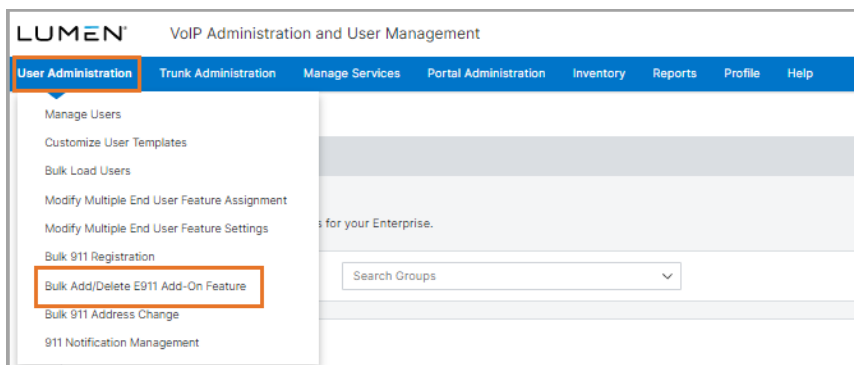 LUMEN® VoIP Administration and User Management
User Administration Trunk Administration Manage Services Portal Administration Inventory Reports Profile Help
Manage Users
Customize User Templates
Bulk Load Users
Modify Multiple End User Feature Assignment
Modify Multiple End User Feature Settings
s for your Enterprise.
Bulk 911 Registration
Search Groups
Bulk Add/Delete E911 Add-On Feature
Bulk 911 Address Change
911 Notification Management